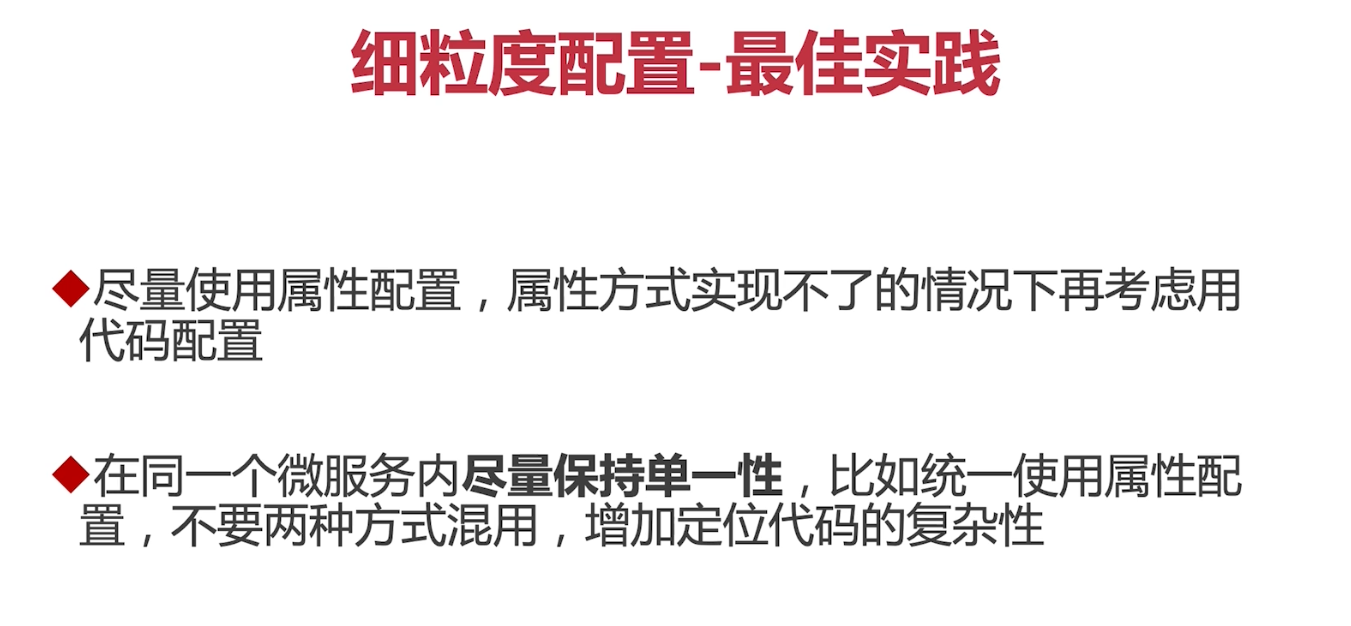 细粒度配置-最佳实践
◆尽量使用属性配置，属性方式实现不了的情况下再考虑用
代码配置
◆在同一个微服务内尽量保持单一性，比如统一使用属性配
置，不要两种方式混用，增加定位代码的复杂性